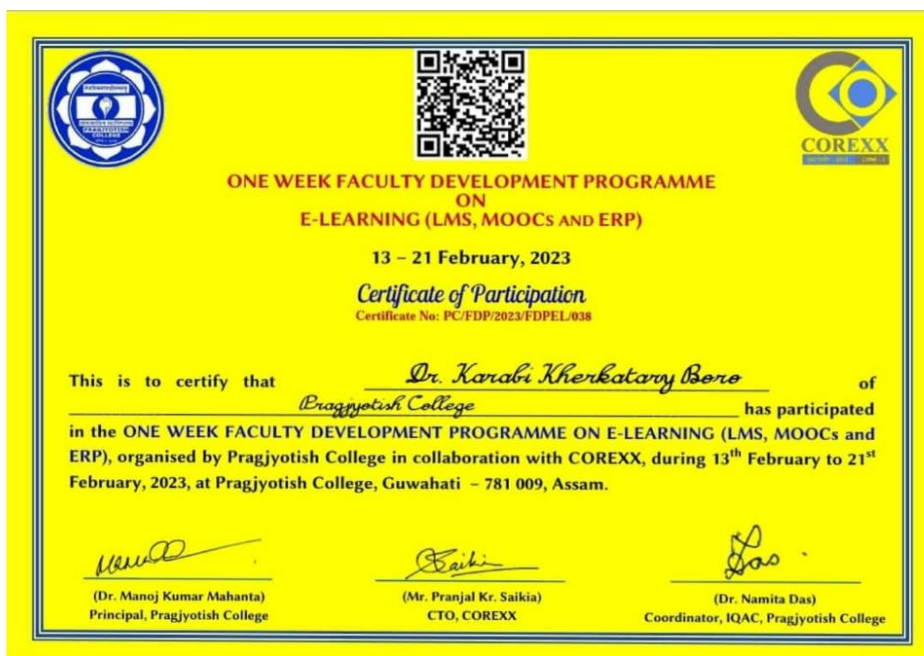 PRAGJYOTISH
COLLEGE
COREXX
ONE WEEK FACULTY DEVELOPMENT PROGRAMME
ON
E-LEARNING (LMS, MOOCs AND ERP)
13 – 21 February, 2023
Certificate of Participation
Certificate No: PC/FDP/2023/FDPEL/038
This is to certify that Dr. Karabi Kherkatary Boro of
Pragjyotish College has participated
in the ONE WEEK FACULTY DEVELOPMENT PROGRAMME ON E-LEARNING (LMS, MOOCs and
ERP), organised by Pragjyotish College in collaboration with COREXX, during 13th February to 21st
February, 2023, at Pragjyotish College, Guwahati – 781 009, Assam.
Saikia
Das
(Dr. Manoj Kumar Mahanta)
Principal, Pragjyotish College
(Mr. Pranjal Kr. Saikia)
CTO, COREXX
(Dr. Namita Das)
Coordinator, IQAC, Pragjyotish College